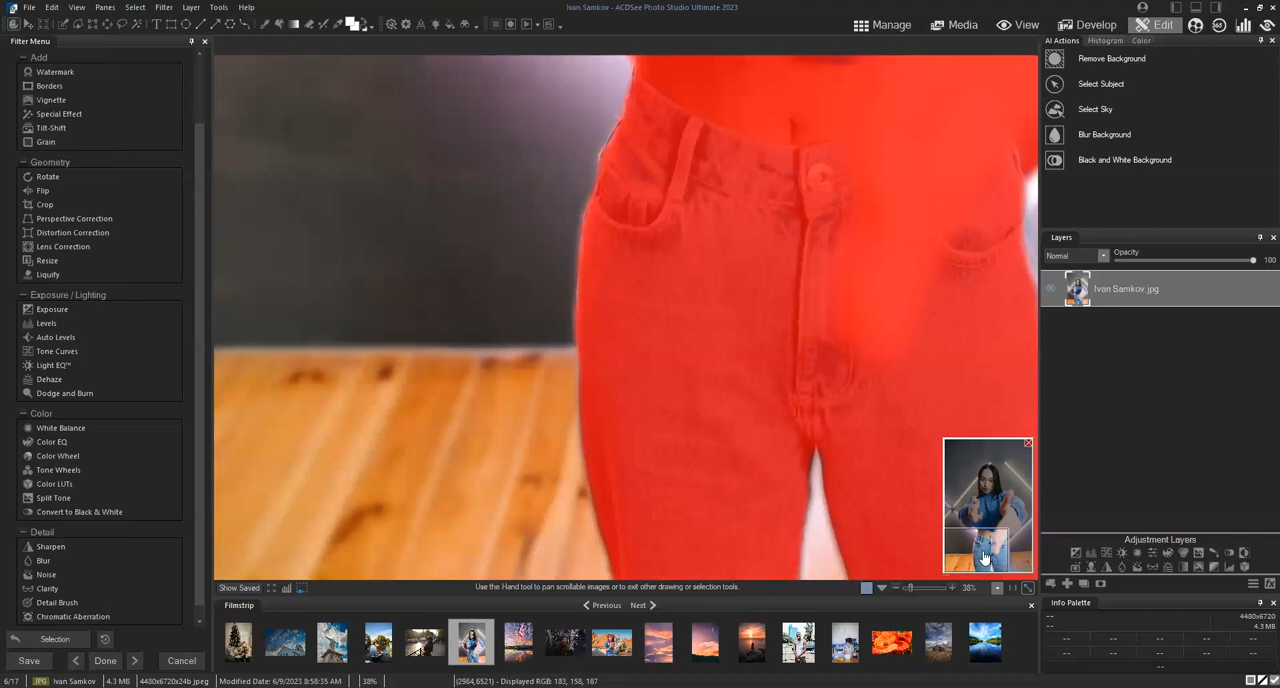 File Edit View Panes Select Filter Layer Tools Help
Ivan Samkov - ACDSee Photo Studio Ultimate 2023
Manage Media View Develop Edit 365
Filter Menu
Add
Watermark
Borders
Vignette
Special Effect
Tilt-Shift
Grain
Geometry
Rotate
Flip
Crop
Perspective Correction
Distortion Correction
Lens Correction
Resize
Liquify
Exposure / Lighting
Exposure
Levels
Auto Levels
Tone Curves
Light EQ™
Dehaze
Dodge and Burn
Color
White Balance
Color EQ
Color Wheel
Tone Wheels
Color LUTs
Split Tone
Convert to Black & White
Detail
Sharpen
Blur
Noise
Clarity
Detail Brush
Chromatic Aberration
Selection
Save Done Cancel
AI Actions Histogram Color
Remove Background
Select Subject
Select Sky
Blur Background
Black and White Background
Layers
Normal Opacity
100
Ivan Samkov.jpg
Adjustment Layers
Info Palette
4480x6720
4.3 MB
Show Saved Use the Hand tool to pan scrollable images or to exit other drawing or selection tools. 38% 1:1
Filmstrip Previous Next
6/17 JPG Ivan Samkov 4.3 MB 4480x6720x24b jpeg Modified Date: 6/9/2023 8:58:35 AM 38% (2964,6521) - Displayed RGB: 183, 158, 187